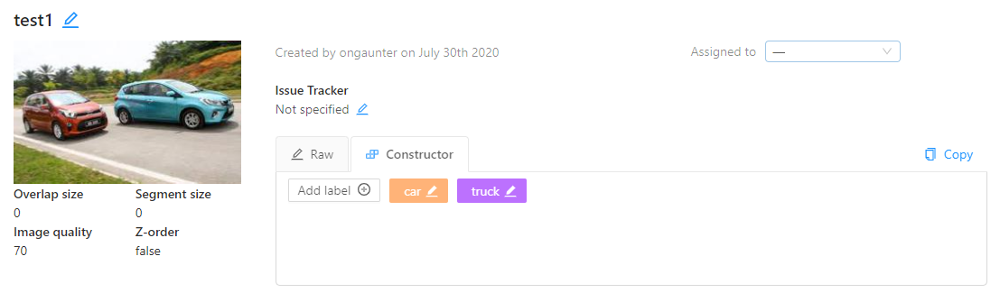 test1
Created by ongaunter on July 30th 2020
Assigned to —
Issue Tracker
Not specified
Raw
Constructor
Copy
Add label
car
truck
Overlap size
Segment size
0
0
Image quality
Z-order
70
false